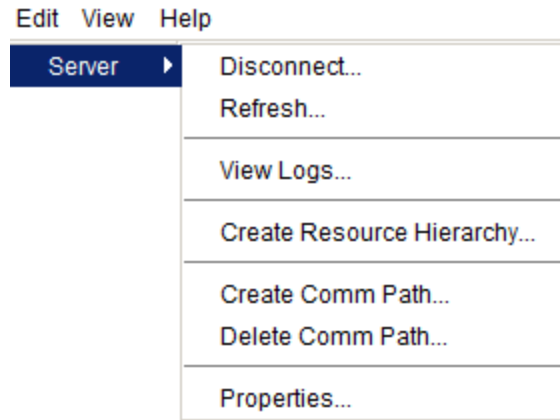 Edit View Help
Server Disconnect...
Refresh...
View Logs...
Create Resource Hierarchy...
Create Comm Path...
Delete Comm Path...
Properties...